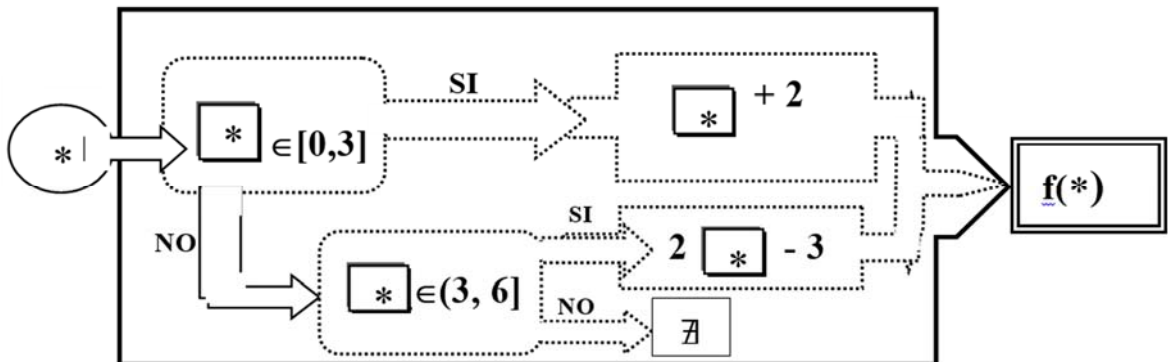 SI
* + 2
* ∈[0,3]
* |
f(*)
SI
NO
2 * - 3
* ∈(3, 6]
NO
∄